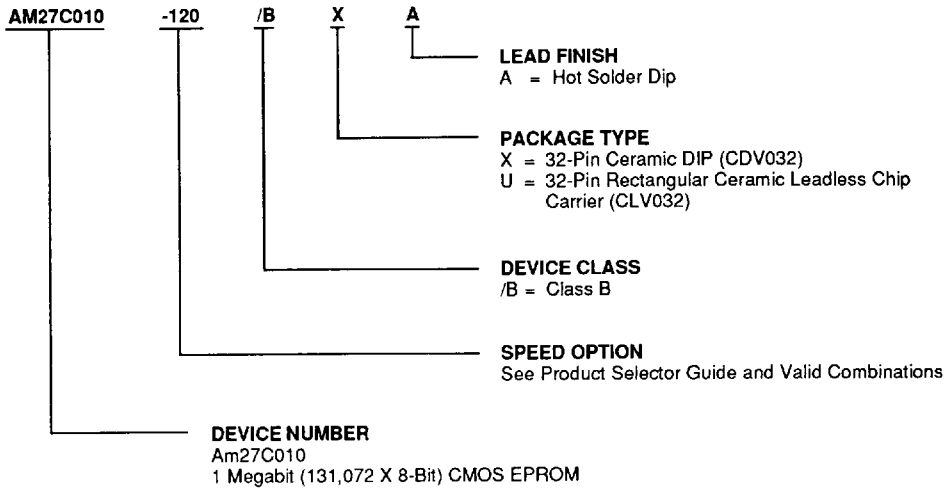 AM27C010 -120 /B X A
LEAD FINISH
A = Hot Solder Dip
PACKAGE TYPE
X = 32-Pin Ceramic DIP (CDV032)
U = 32-Pin Rectangular Ceramic Leadless Chip
Carrier (CLV032)
DEVICE CLASS
/B = Class B
SPEED OPTION
See Product Selector Guide and Valid Combinations
DEVICE NUMBER
Am27C010
1 Megabit (131,072 X 8-Bit) CMOS EPROM